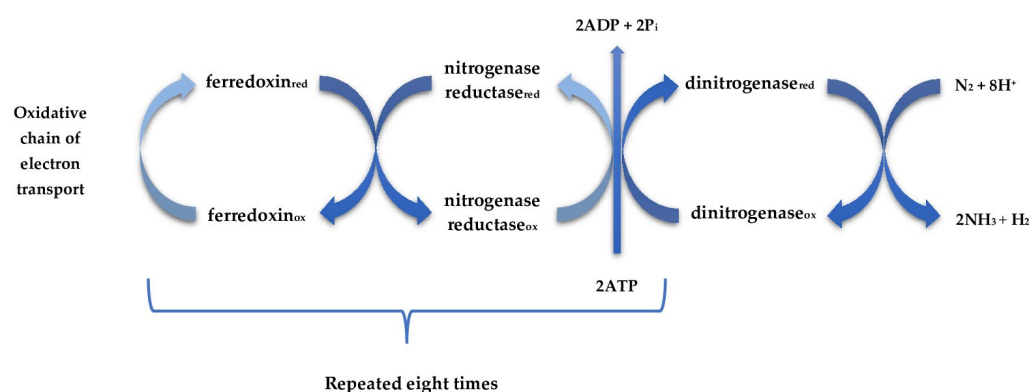 2ADP + 2Pi
ferredoxinred
nitrogenase
reductasered
dinitrogenasered
N2 + 8H+
Oxidative
chain of
electron
transport
ferredoxinox
nitrogenase
reductaseox
dinitrogenaseox
2NH3 + H2
2ATP
Repeated eight times